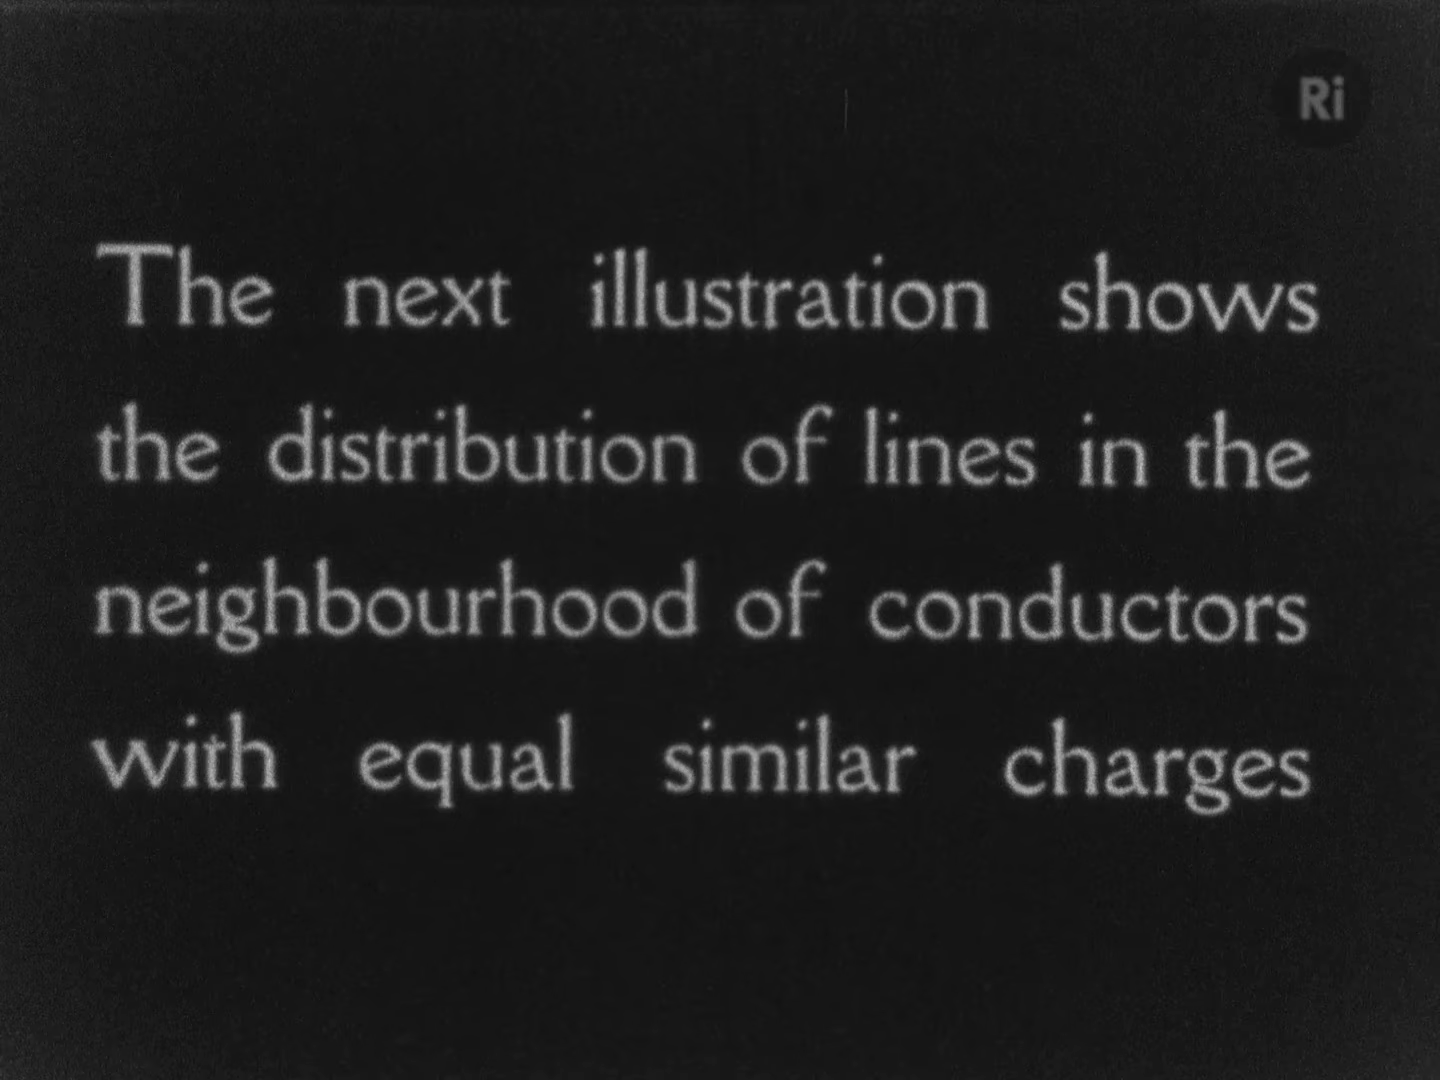 Ri
The next illustration shows
the distribution of lines in the
neighbourhood of conductors
with equal similar charges